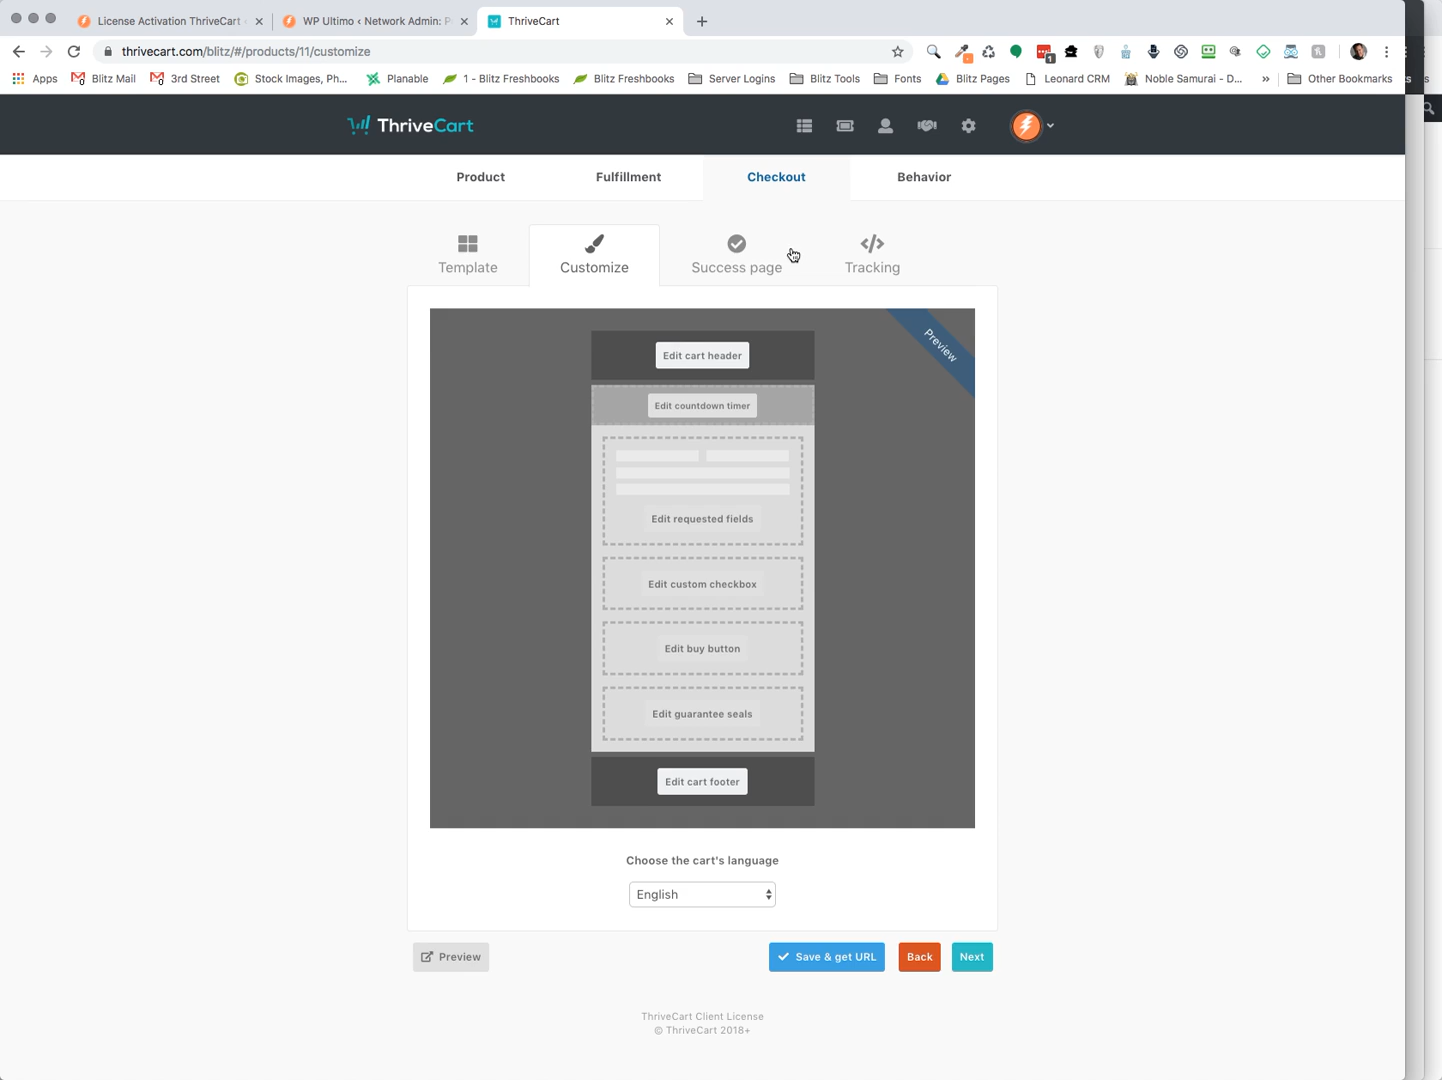 License Activation ThriveCart ‹
WP Ultimo ‹ Network Admin: P
ThriveCart
thrivecart.com/blitz/#/products/11/customize
1
Apps
Blitz Mail
3rd Street
Stock Images, Ph...
Planable
1 - Blitz Freshbooks
Blitz Freshbooks
Server Logins
Blitz Tools
Fonts
Blitz Pages
Leonard CRM
Noble Samurai - D...
»
Other Bookmarks
ThriveCart
Product
Fulfillment
Checkout
Behavior
Template
Customize
Success page
Tracking
Preview
Edit cart header
Edit countdown timer
Edit requested fields
Edit custom checkbox
Edit buy button
Edit guarantee seals
Edit cart footer
Choose the cart's language
English
Preview
Save & get URL
Back
Next
ThriveCart Client License
© ThriveCart 2018+